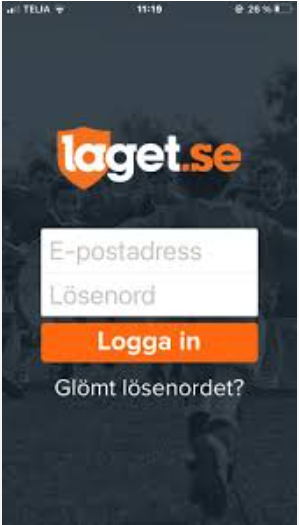 TELIA
11:19
26 %
laget.se
E-postadress
Lösenord
Logga in
Glömt lösenordet?